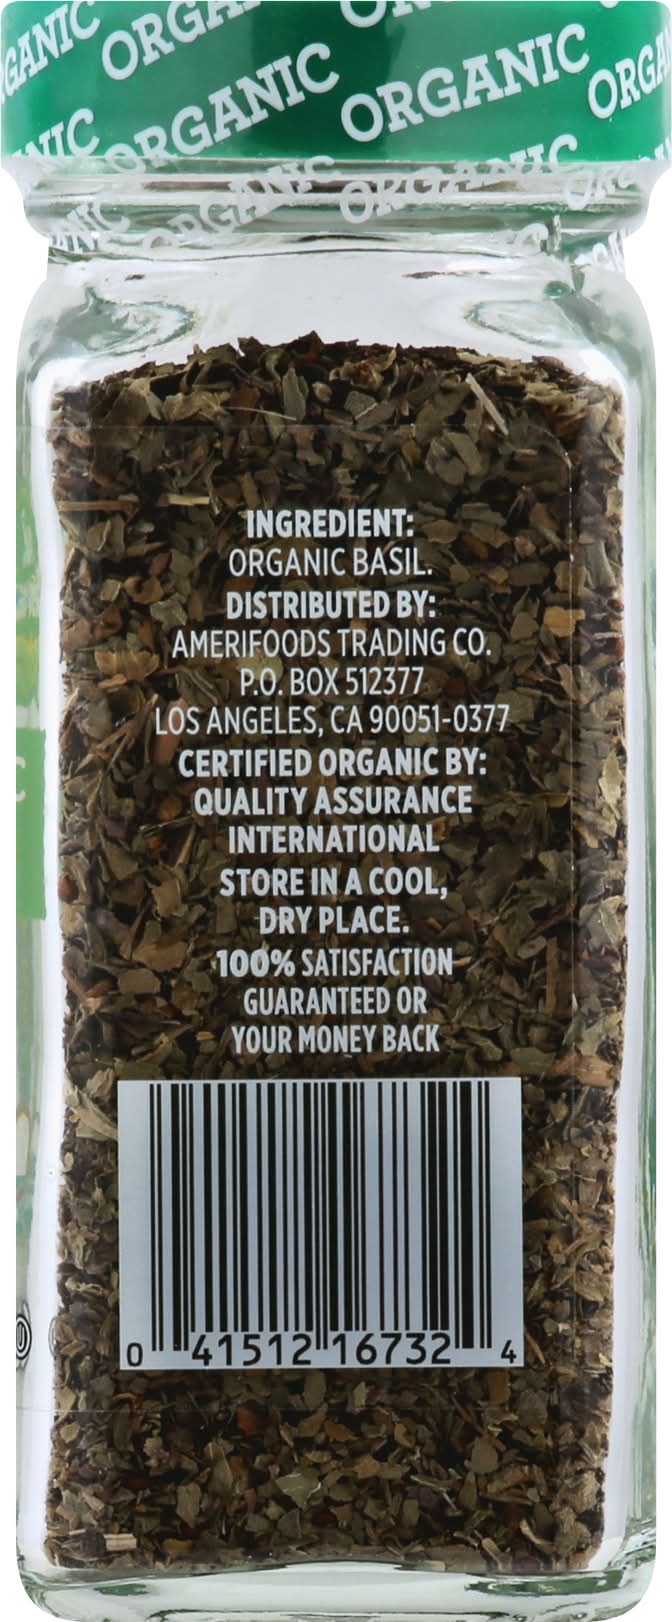 ORGANIC
ORGANIC
ORGANIC
ORGANIC
INGREDIENT:
ORGANIC BASIL.
DISTRIBUTED BY:
AMERIFOODS TRADING CO.
P.O. BOX 512377
LOS ANGELES, CA 90051-0377
CERTIFIED ORGANIC BY:
QUALITY ASSURANCE
INTERNATIONAL
STORE IN A COOL,
DRY PLACE.
100% SATISFACTION
GUARANTEED OR
YOUR MONEY BACK
0 41512 16732 4